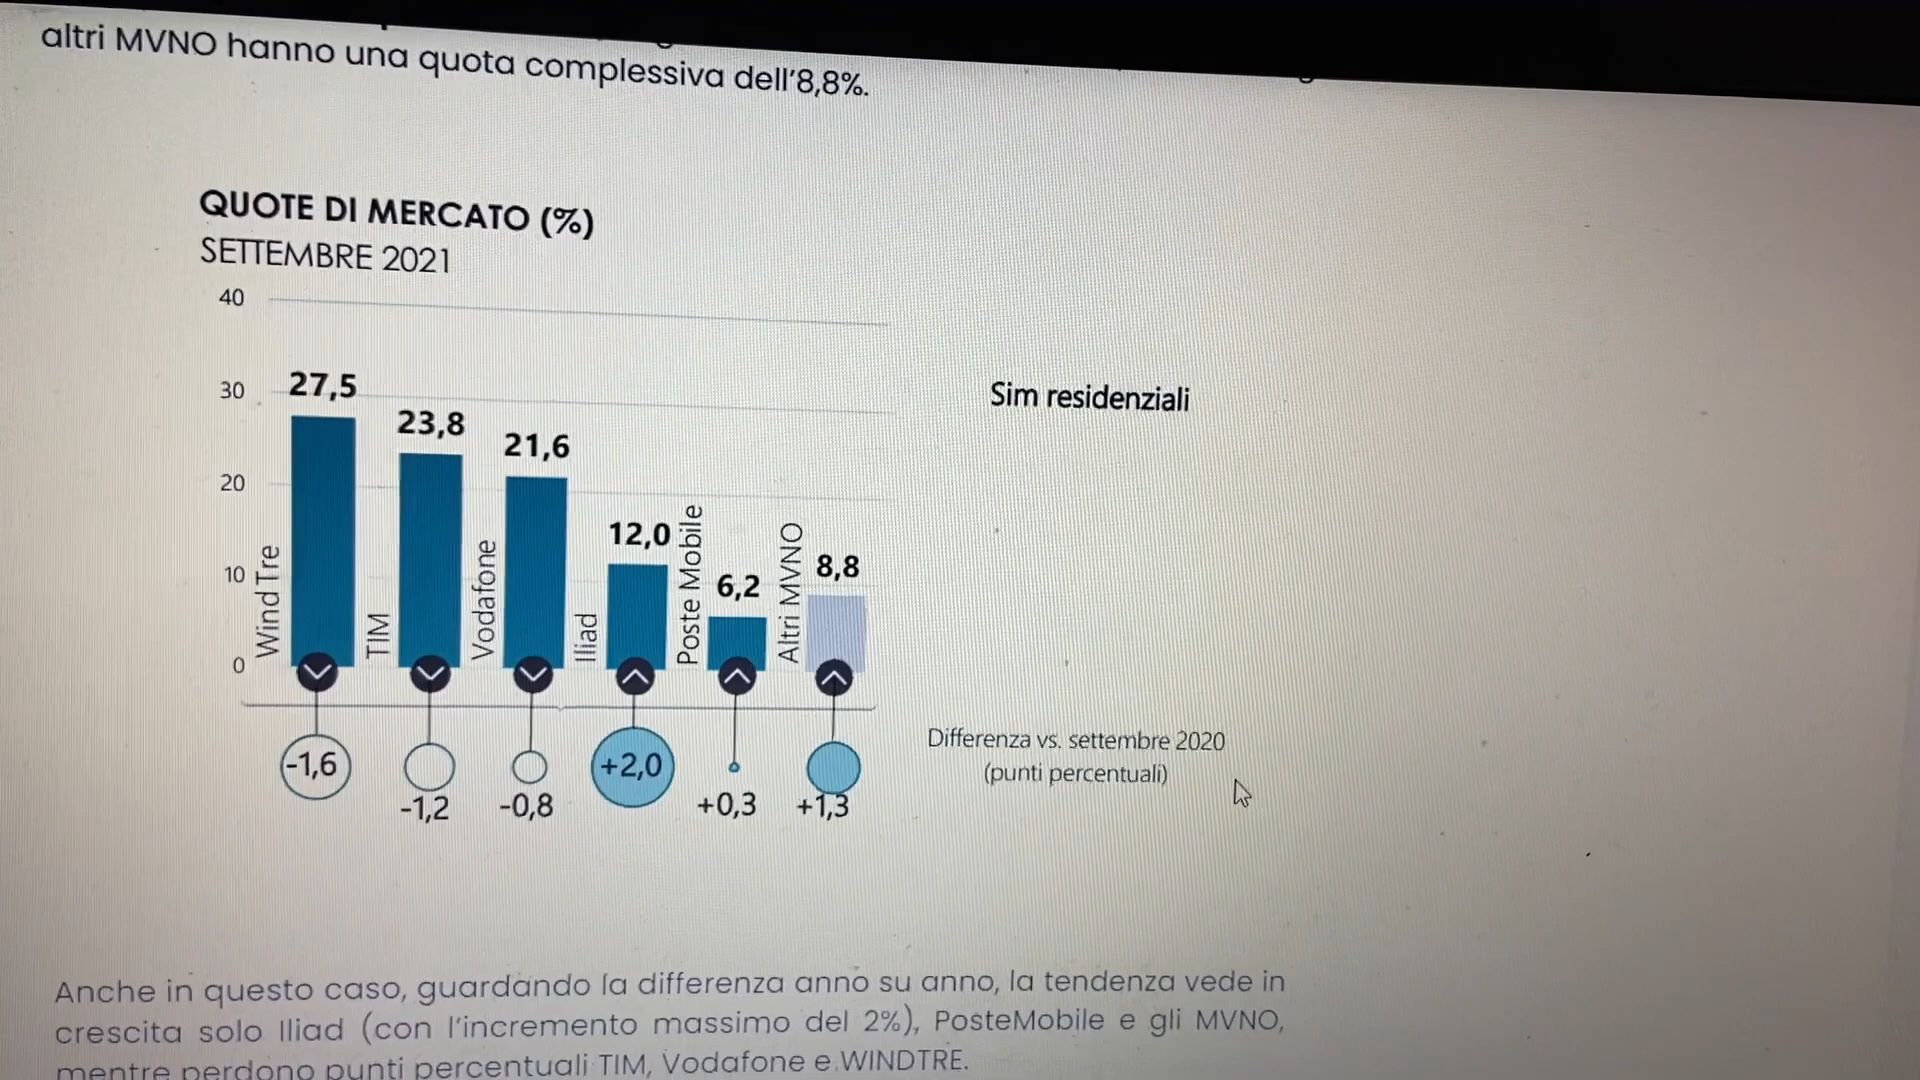 altri MVNO hanno una quota complessiva dell'8,8%.
QUOTE DI MERCATO (%)
SETTEMBRE 2021
40
30
20
10
0
27,5
23,8
21,6
12,0
6,2
8,8
Wind Tre
TIM
Vodafone
Iliad
Poste Mobile
Altri MVNO
Sim residenziali
-1,6
-1,2
-0,8
+2,0
+0,3
+1,3
Differenza vs. settembre 2020
(punti percentuali)
Anche in questo caso, guardando la differenza anno su anno, la tendenza vede in
crescita solo Iliad (con l'incremento massimo del 2%), PosteMobile e gli MVNO,
mentre perdono punti percentuali TIM, Vodafone e WINDTRE.